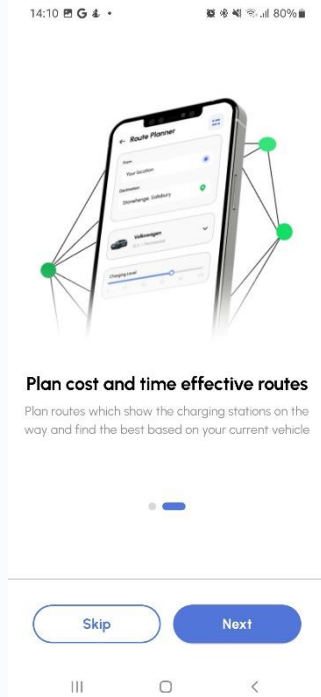 14:10 G 80%
Route Planner
From
Your location
Destination
Stonehenge, Salisbury
Volkswagen
Charging Level
Plan cost and time effective routes
Plan routes which show the charging stations on the
way and find the best based on your current vehicle
Skip Next